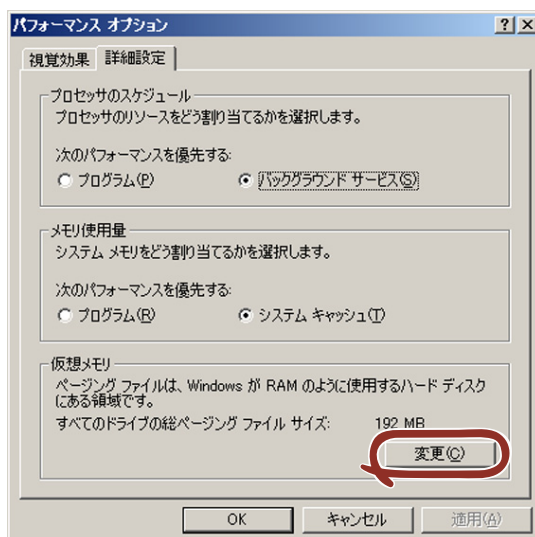 パフォーマンス オプション
視覚効果 詳細設定
プロセッサのスケジュール
プロセッサのリソースをどう割り当てるかを選択します。
次のパフォーマンスを優先する:
プログラム(P) バックグラウンド サービス(S)
メモリ使用量
システム メモリをどう割り当てるかを選択します。
次のパフォーマンスを優先する:
プログラム(R) システム キャッシュ(T)
仮想メモリ
ページング ファイルは、Windows が RAM のように使用するハード ディスク
にある領域です。
すべてのドライブの総ページング ファイル サイズ: 192 MB
変更(C)
OK キャンセル 適用(A)